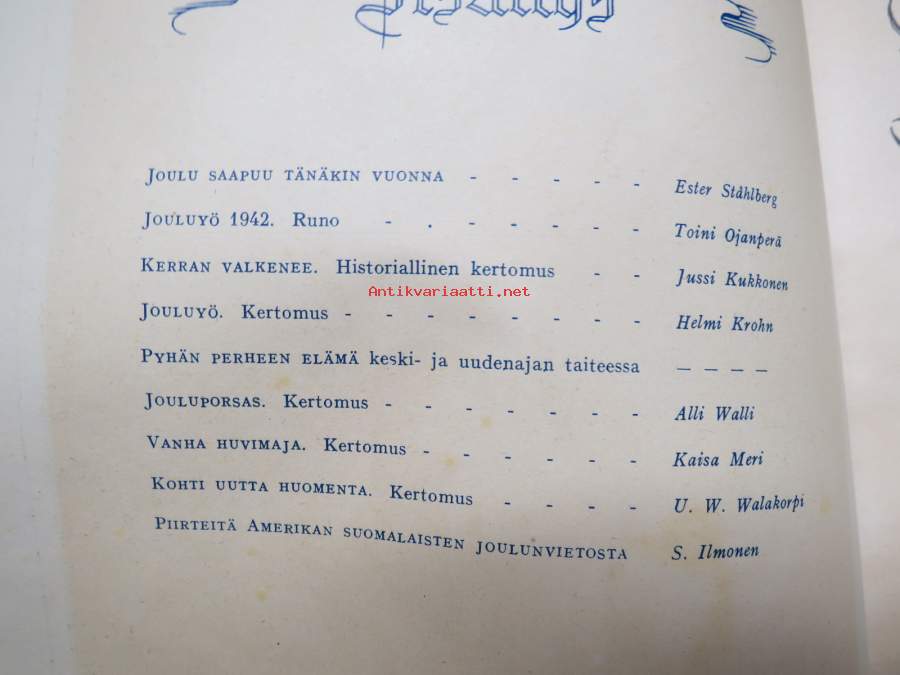 Sisällys
JOULU SAAPUU TÄNÄKIN VUONNA - - - - - Ester Ståhlberg
JOULUYÖ 1942. Runo - . - - - - - Toini Ojanperä
KERRAN VALKENEE. Historiallinen kertomus - - Jussi Kukkonen
Antikvariaatti.net
JOULUYÖ. Kertomus - - - - - - - - Helmi Krohn
PYHÄN PERHEEN ELÄMÄ keski- ja uudenajan taiteessa — — — —
JOULUPORSAS. Kertomus - - - - - - - Alli Walli
VANHA HUVIMAJA. Kertomus - - - - - - Kaisa Meri
KOHTI UUTTA HUOMENTA. Kertomus - - - - U. W. Walakorpi
PIIRTEITÄ AMERIKAN SUOMALAISTEN JOULUNVIETOSTA S. Ilmonen